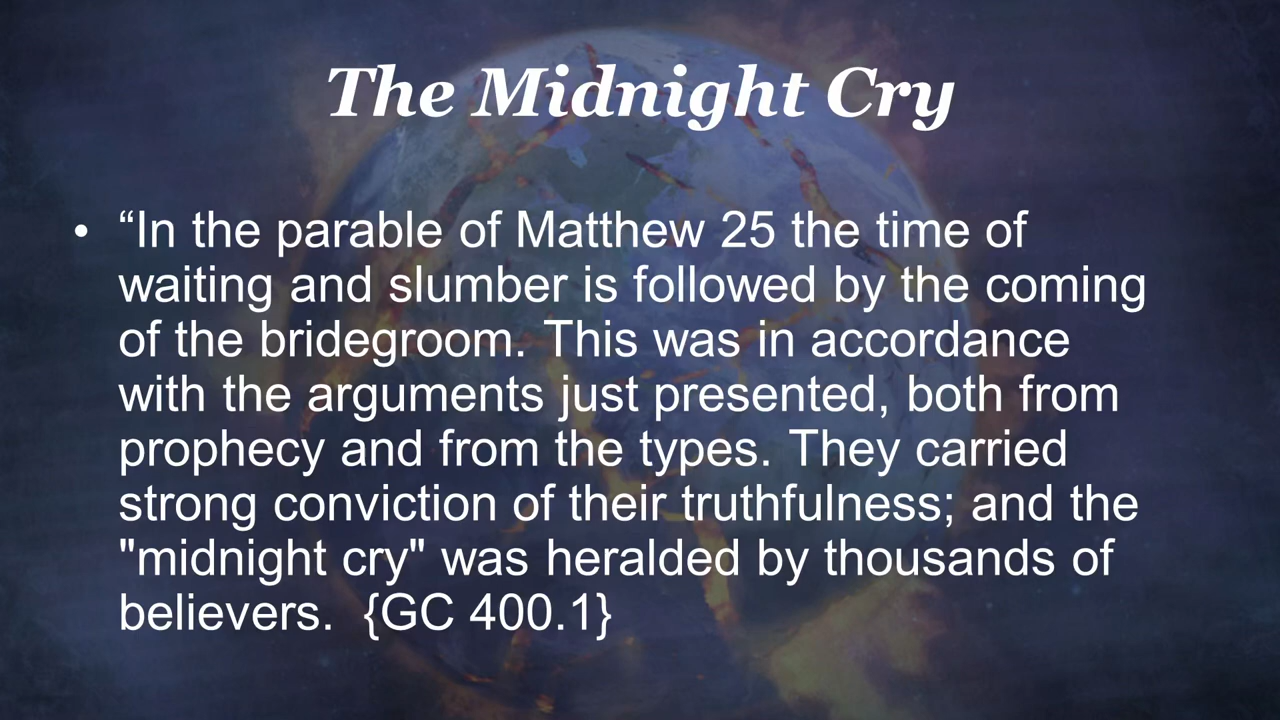 The Midnight Cry
• “In the parable of Matthew 25 the time of
waiting and slumber is followed by the coming
of the bridegroom. This was in accordance
with the arguments just presented, both from
prophecy and from the types. They carried
strong conviction of their truthfulness; and the
"midnight cry" was heralded by thousands of
believers.  {GC 400.1}